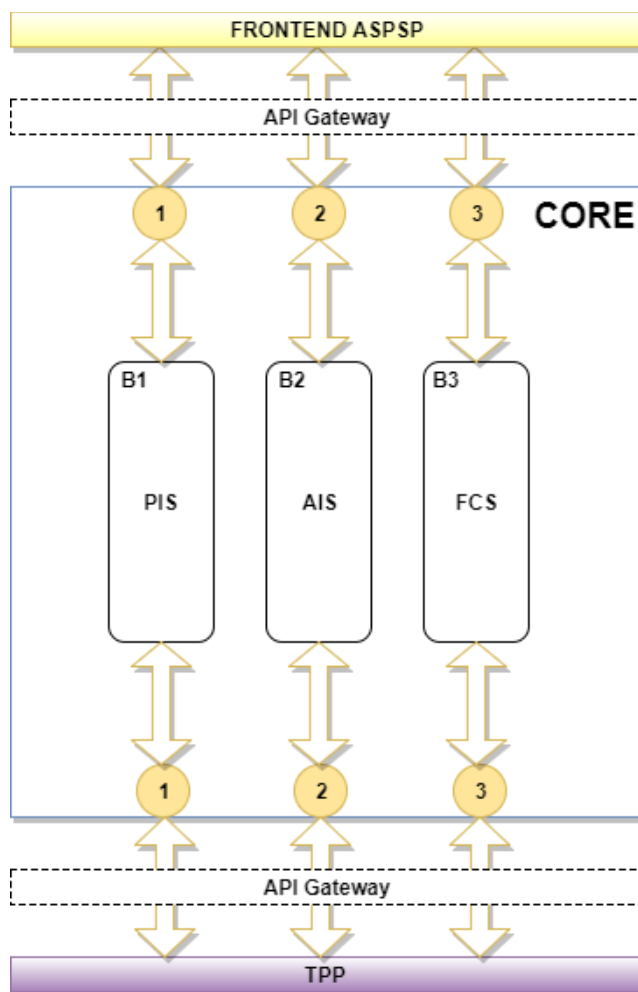 FRONTEND ASPSP
API Gateway
1
2
3
CORE
B1
B2
B3
PIS
AIS
FCS
1
2
3
API Gateway
TPP